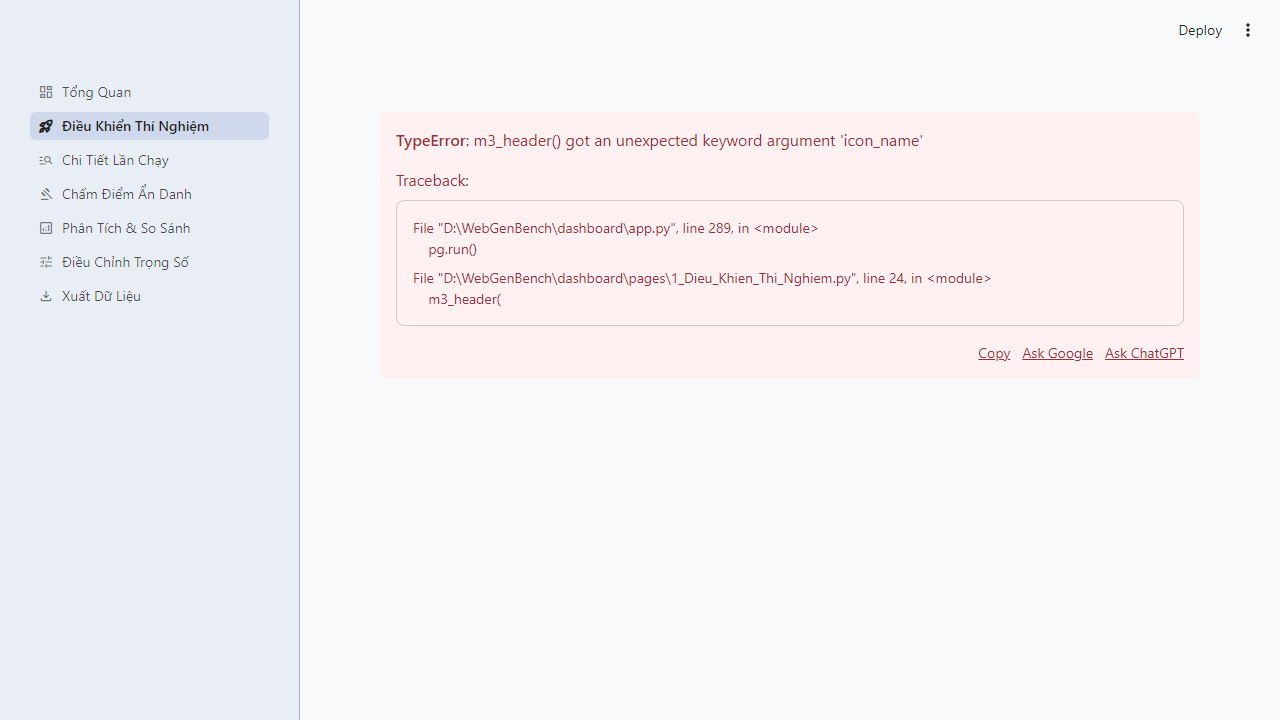 Deploy
Tổng Quan
Điều Khiển Thí Nghiệm
Chi Tiết Lần Chạy
Chấm Điểm Ẩn Danh
Phân Tích & So Sánh
Điều Chỉnh Trọng Số
Xuất Dữ Liệu
TypeError: m3_header() got an unexpected keyword argument 'icon_name'
Traceback:
File "D:\WebGenBench\dashboard\app.py", line 289, in <module>
pg.run()
File "D:\WebGenBench\dashboard\pages\1_Dieu_Khien_Thi_Nghiem.py", line 24, in <module>
m3_header(
Copy Ask Google Ask ChatGPT